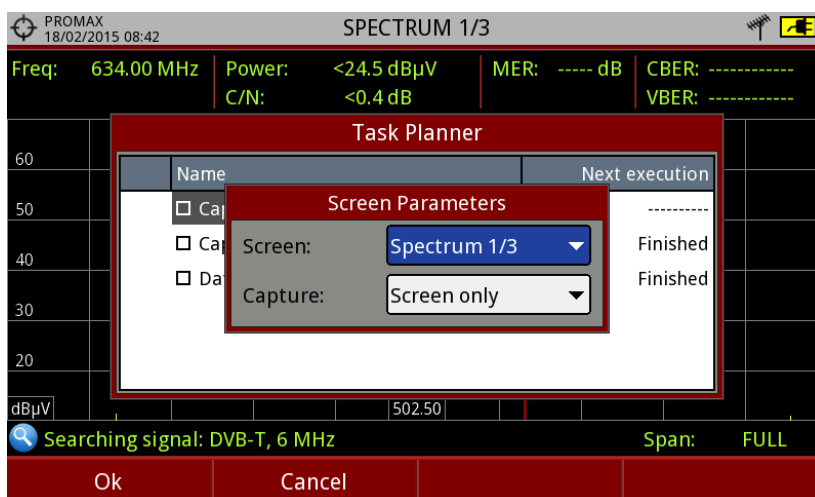 PROMAX
18/02/2015 08:42
SPECTRUM 1/3
Freq: 634.00 MHz
Power: <24.5 dBµV
MER: ----- dB
CBER: ------------
C/N: <0.4 dB
VBER: ------------
Task Planner
Name
Next execution
----------
Finished
Finished
Screen Parameters
Screen: Spectrum 1/3
Capture: Screen only
60
50
40
30
20
dBµV
502.50
Searching signal: DVB-T, 6 MHz
Span: FULL
Ok
Cancel